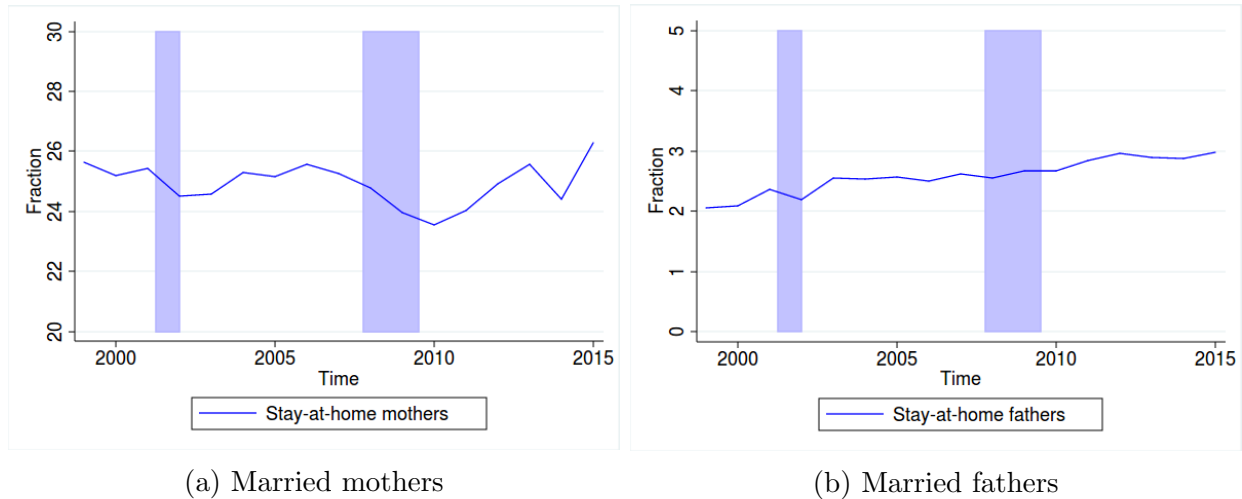 30
28
26
24
22
20
Fraction
2000 2005 2010 2015
Time
Stay-at-home mothers
(a) Married mothers
5
4
3
2
1
0
Fraction
2000 2005 2010 2015
Time
Stay-at-home fathers
(b) Married fathers